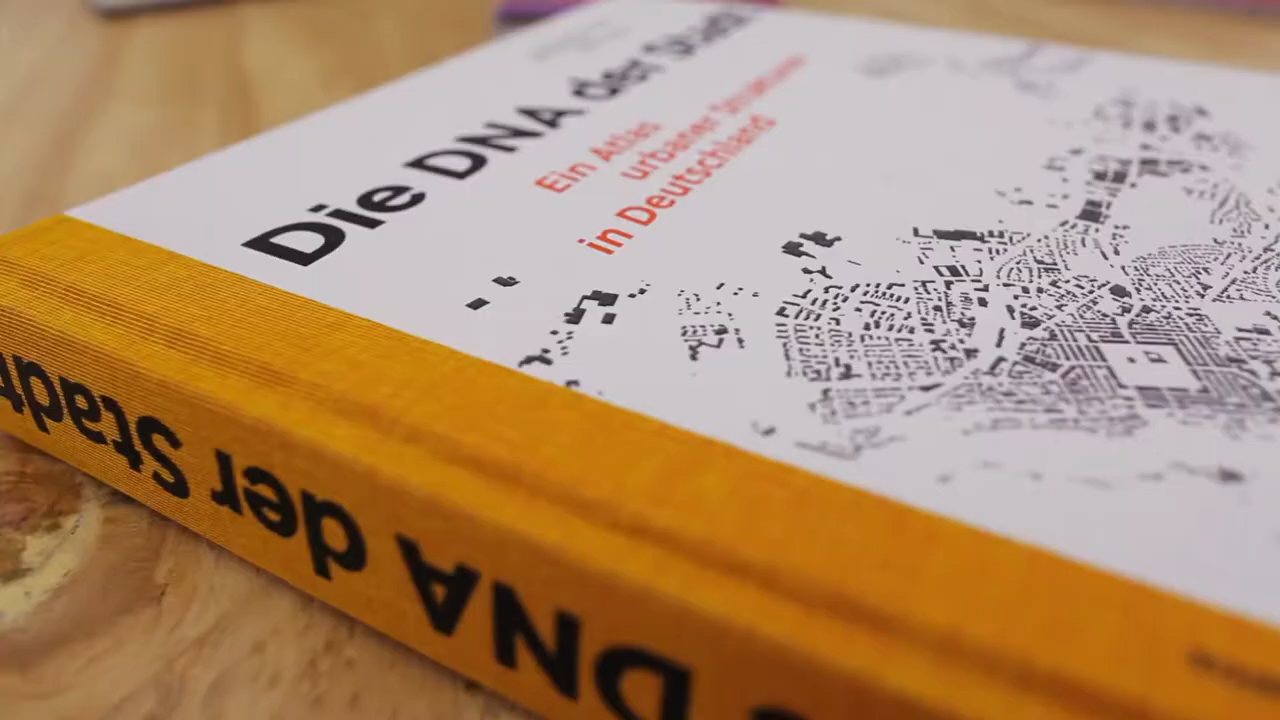 Die DNA der Stadt
Ein Atlas
urbaner Strukturen
in Deutschland
DNA der Stadt